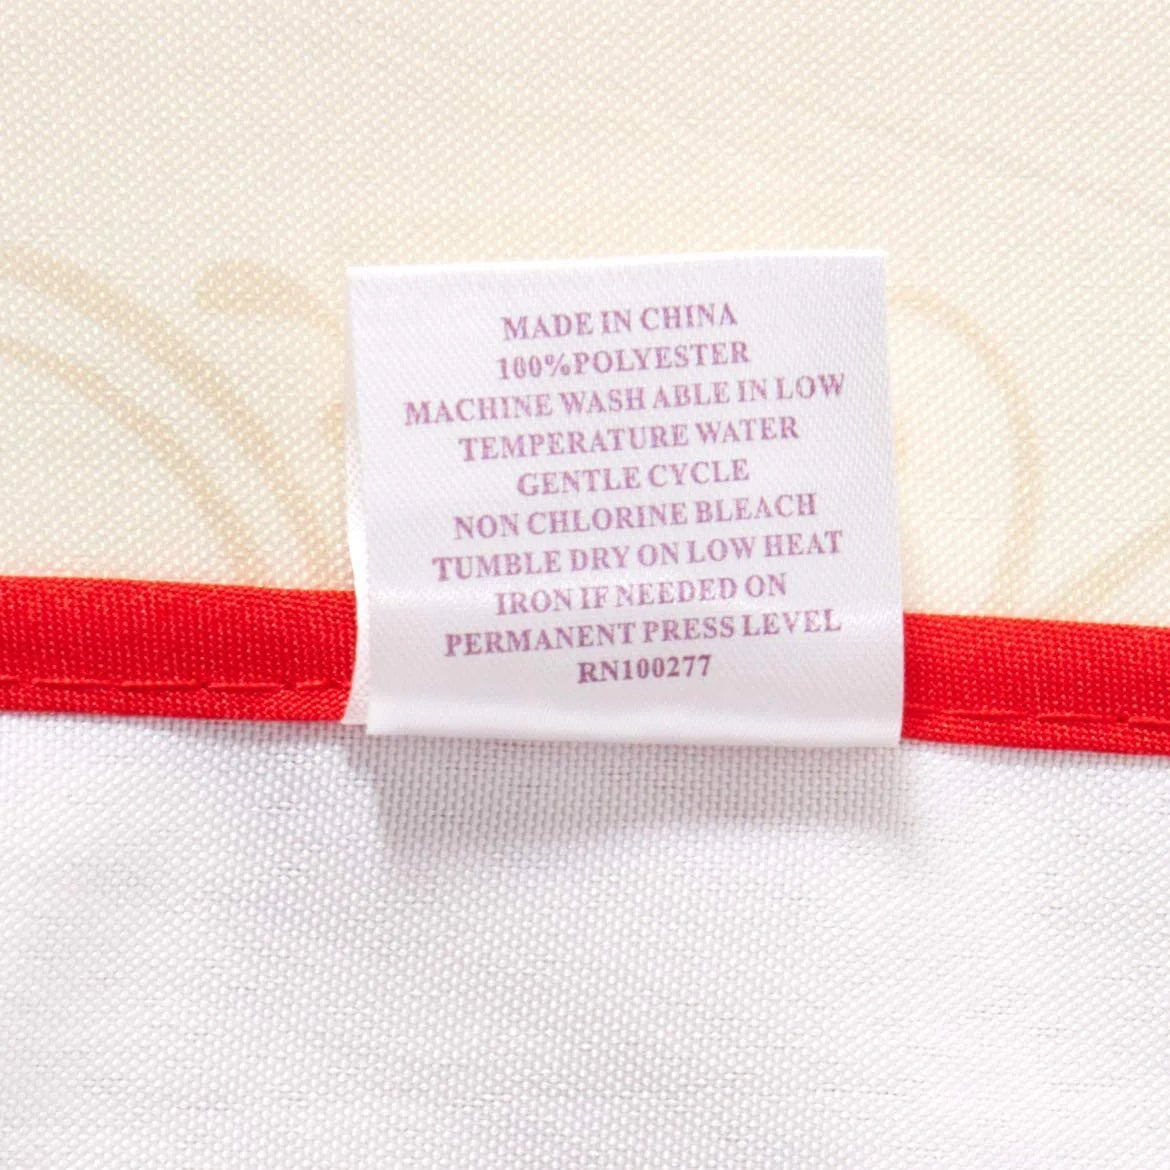 MADE IN CHINA
100%POLYESTER
MACHINE WASH ABLE IN LOW
TEMPERATURE WATER
GENTLE CYCLE
NON CHLORINE BLEACH
TUMBLE DRY ON LOW HEAT
IRON IF NEEDED ON
PERMANENT PRESS LEVEL
RN100277